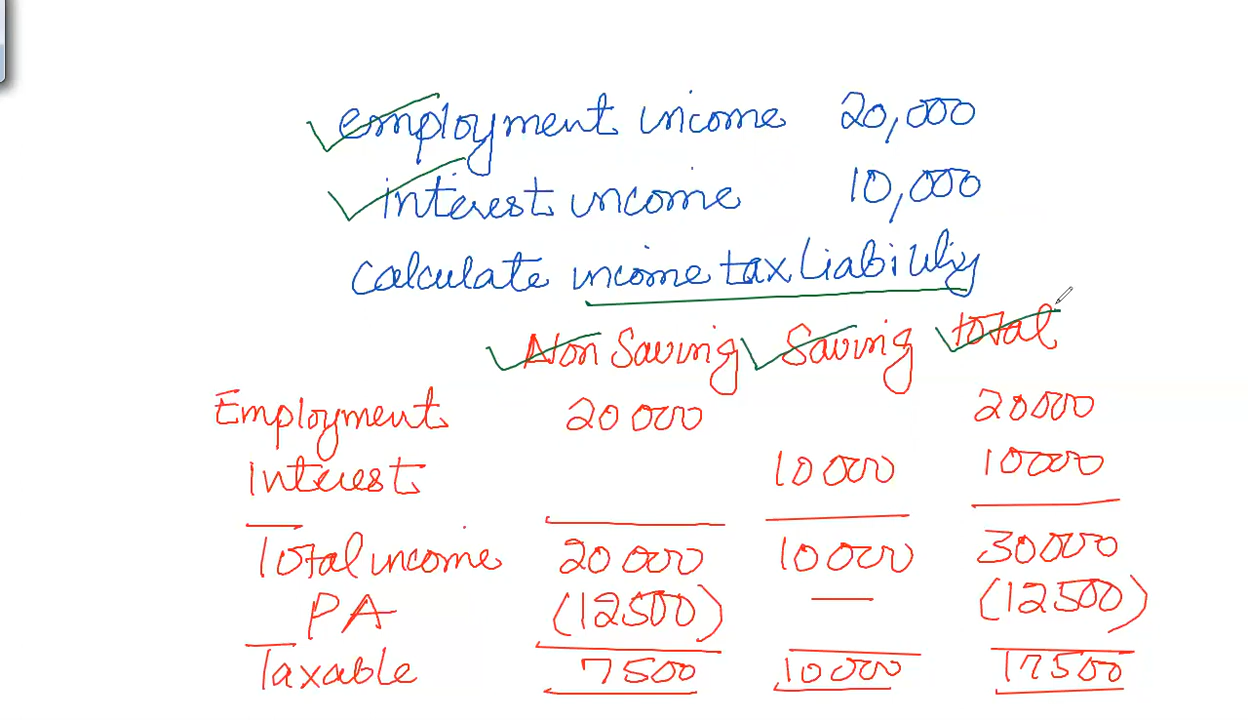 employment income 20,000
interest income 10,000
Calculate income tax liability
Non Saving Saving total
Employment 20000 20000
Interest 10000 10000
Total income 20000 10000 30000
PA (12500) — (12500)
Taxable 7500 10000 17500